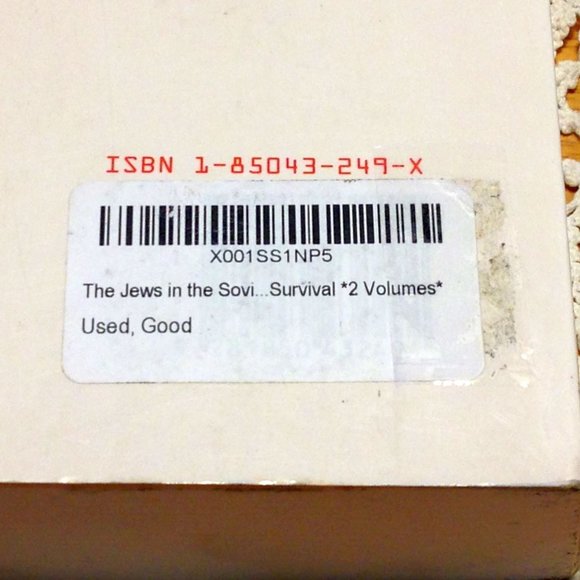 ISBN 1-85043-249-X
X001SS1NP5
The Jews in the Sovi...Survival *2 Volumes*
Used, Good